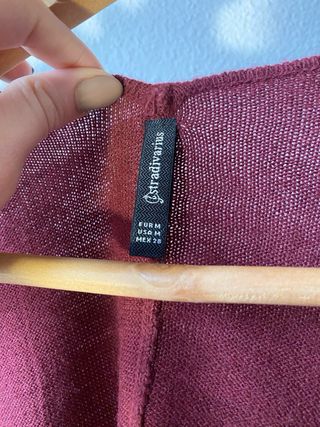 stradivarius
EUR M
USA M
MEX 28